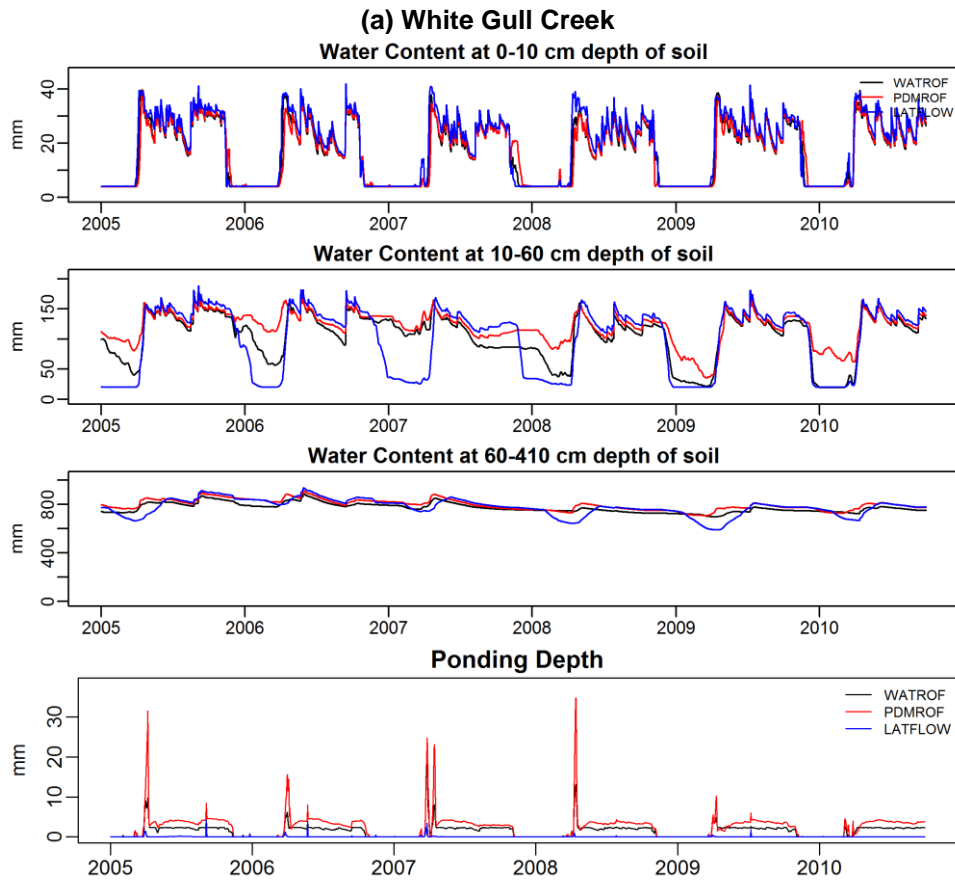 (a) White Gull Creek
Water Content at 0-10 cm depth of soil
mm
40
20
0
WATROF
PDMROF
LATFLOW
2005 2006 2007 2008 2009 2010
Water Content at 10-60 cm depth of soil
mm
150
50
0
2005 2006 2007 2008 2009 2010
Water Content at 60-410 cm depth of soil
mm
800
400
0
2005 2006 2007 2008 2009 2010
Ponding Depth
mm
30
20
10
0
WATROF
PDMROF
LATFLOW
2005 2006 2007 2008 2009 2010